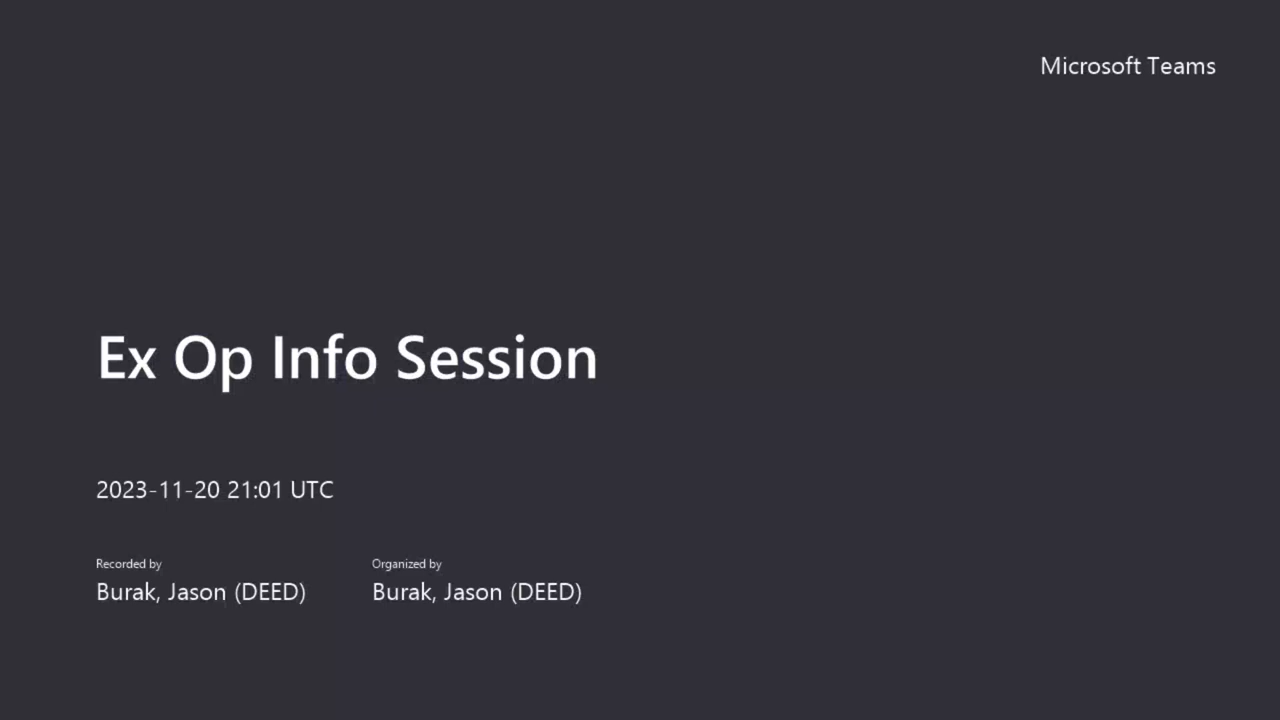 Microsoft Teams
Ex Op Info Session
2023-11-20 21:01 UTC
Recorded by
Organized by
Burak, Jason (DEED)
Burak, Jason (DEED)